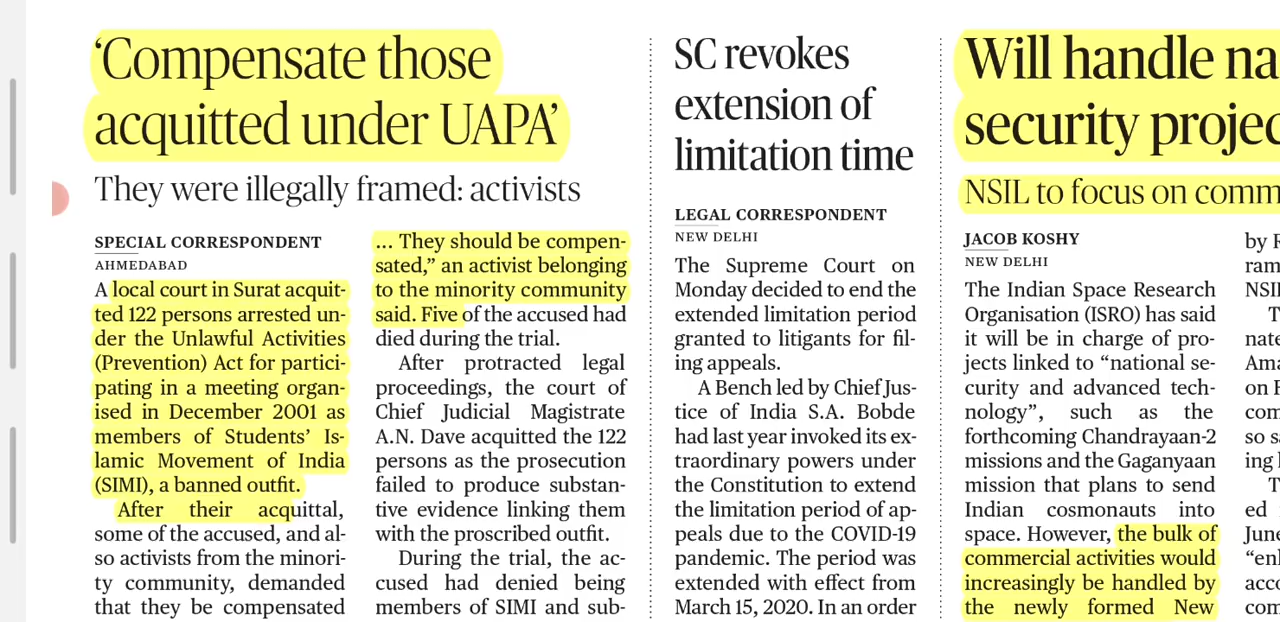 ‘Compensate those
acquitted under UAPA’
They were illegally framed: activists
SPECIAL CORRESPONDENT
AHMEDABAD
A local court in Surat acquit-
ted 122 persons arrested un-
der the Unlawful Activities
(Prevention) Act for partici-
pating in a meeting organ-
ised in December 2001 as
members of Students’ Is-
lamic Movement of India
(SIMI), a banned outfit.
After their acquittal,
some of the accused, and al-
so activists from the minori-
ty community, demanded
that they be compensated
... They should be compen-
sated,” an activist belonging
to the minority community
said. Five of the accused had
died during the trial.
After protracted legal
proceedings, the court of
Chief Judicial Magistrate
A.N. Dave acquitted the 122
persons as the prosecution
failed to produce substan-
tive evidence linking them
with the proscribed outfit.
During the trial, the ac-
cused had denied being
members of SIMI and sub-
SC revokes
extension of
limitation time
LEGAL CORRESPONDENT
NEW DELHI
The Supreme Court on
Monday decided to end the
extended limitation period
granted to litigants for fil-
ing appeals.
A Bench led by Chief Jus-
tice of India S.A. Bobde
had last year invoked its ex-
traordinary powers under
the Constitution to extend
the limitation period of ap-
peals due to the COVID-19
pandemic. The period was
extended with effect from
March 15, 2020. In an order
Will handle na
security projec
NSIL to focus on comm
JACOB KOSHY
NEW DELHI
The Indian Space Research
Organisation (ISRO) has said
it will be in charge of pro-
jects linked to “national se-
curity and advanced tech-
nology”, such as the
forthcoming Chandrayaan-2
missions and the Gaganyaan
mission that plans to send
Indian cosmonauts into
space. However, the bulk of
commercial activities would
increasingly be handled by
the newly formed New
by R
ram
NSIL
T
nate
Ama
on F
com
so sa
ing l
T
ed
June
“enl
acco
com